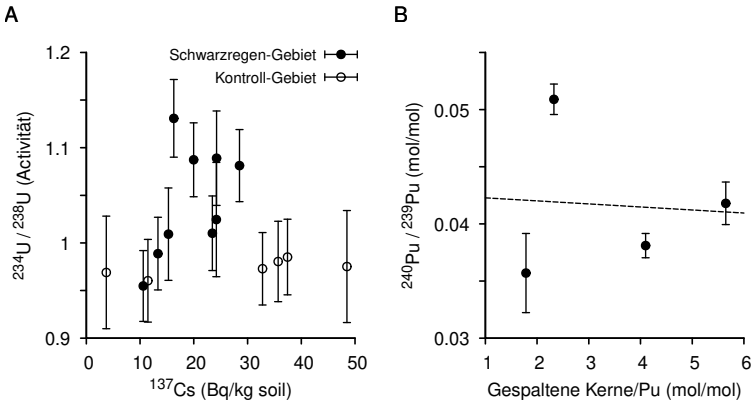 A
1.2
1.1
1
0.9
0
10
20
30
40
50
²³⁴U / ²³⁸U (Activität)
¹³⁷Cs (Bq/kg soil)
Schwarzregen-Gebiet
Kontroll-Gebiet
B
0.05
0.04
0.03
1
2
3
4
5
6
²⁴⁰Pu / ²³⁹Pu (mol/mol)
Gespaltene Kerne/Pu (mol/mol)